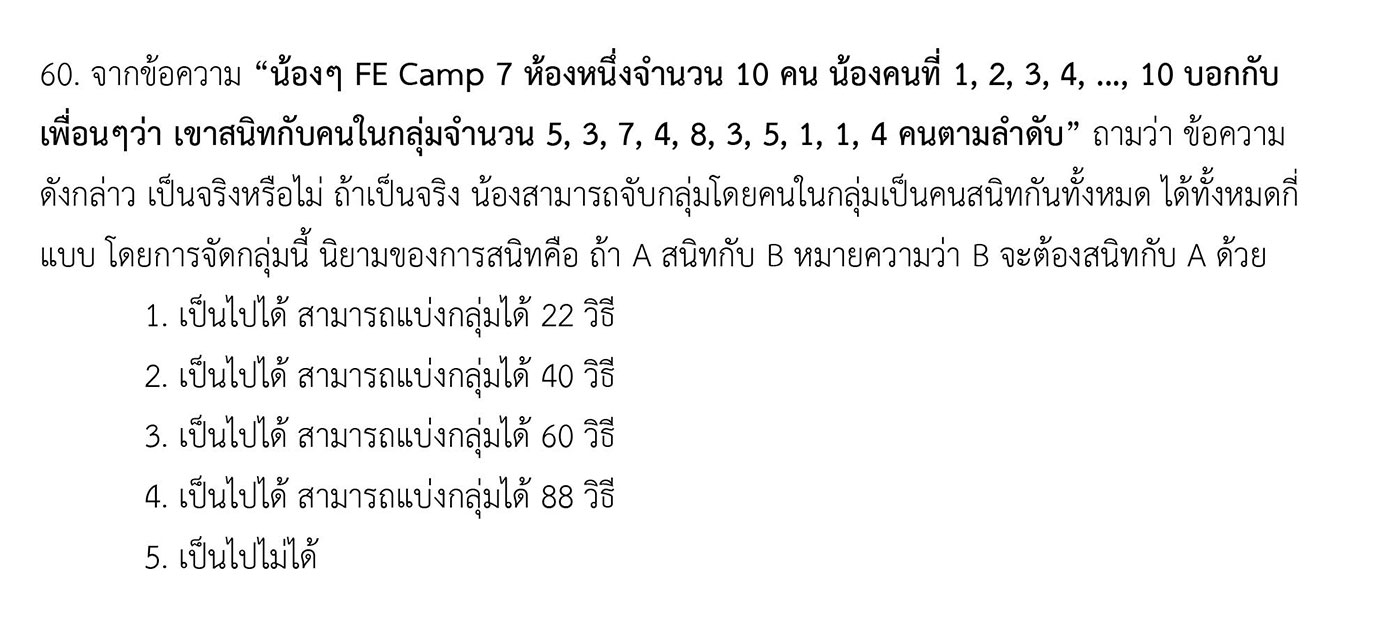 60. จากข้อความ “น้องๆ FE Camp 7 ห้องหนึ่งจำนวน 10 คน น้องคนที่ 1, 2, 3, 4, ..., 10 บอกกับ
เพื่อนๆว่า เขาสนิทกับคนในกลุ่มจำนวน 5, 3, 7, 4, 8, 3, 5, 1, 1, 4 คนตามลำดับ” ถามว่า ข้อความ
ดังกล่าว เป็นจริงหรือไม่ ถ้าเป็นจริง น้องสามารถจับกลุ่มโดยคนในกลุ่มเป็นคนสนิทกันทั้งหมด ได้ทั้งหมดกี่
แบบ โดยการจัดกลุ่มนี้ นิยามของการสนิทคือ ถ้า A สนิทกับ B หมายความว่า B จะต้องสนิทกับ A ด้วย
1. เป็นไปได้ สามารถแบ่งกลุ่มได้ 22 วิธี
2. เป็นไปได้ สามารถแบ่งกลุ่มได้ 40 วิธี
3. เป็นไปได้ สามารถแบ่งกลุ่มได้ 60 วิธี
4. เป็นไปได้ สามารถแบ่งกลุ่มได้ 88 วิธี
5. เป็นไปไม่ได้